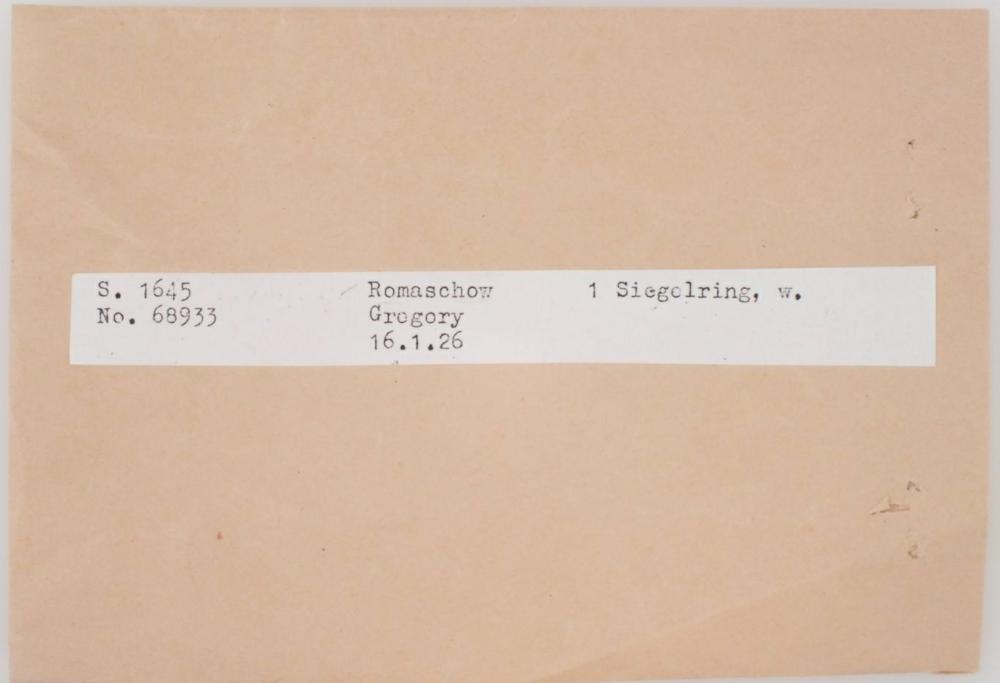 S. 1645
No. 68933
Romaschow
Gregory
16.1.26
1 Siegelring, w.